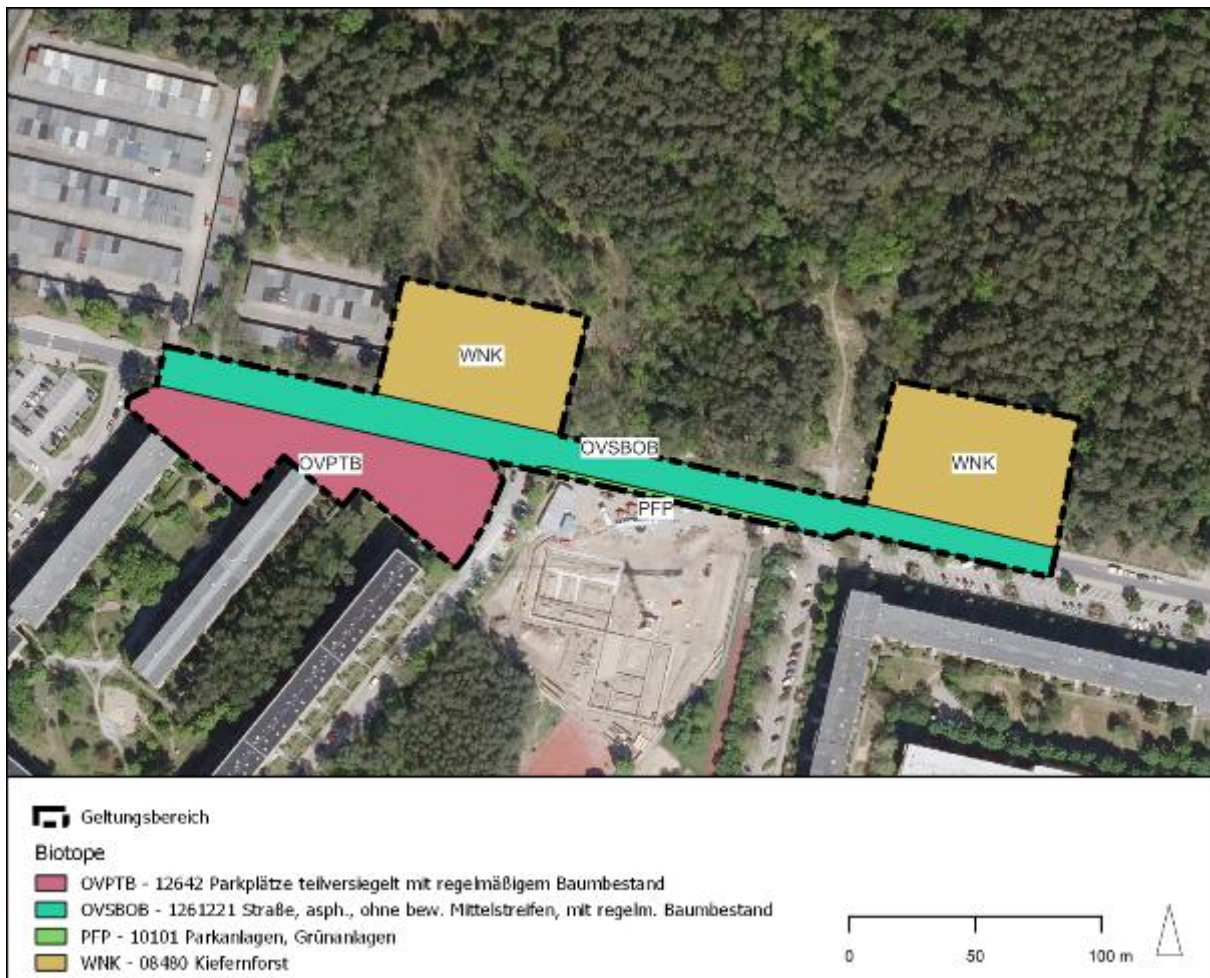 WNK
OVSBOB
WNK
OVPTB
PFP
Geltungsbereich
Biotope
OVPTB - 12642 Parkplätze teilversiegelt mit regelmäßigem Baumbestand
OVSBOB - 1261221 Straße, asph., ohne bew. Mittelstreifen, mit regelm. Baumbestand
PFP - 10101 Parkanlagen, Grünanlagen
WNK - 08480 Kiefernforst
0 50 100 m